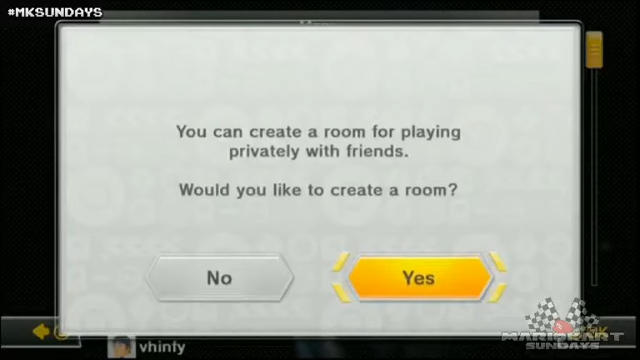 #MKSUNDAYS
You can create a room for playing
privately with friends.
Would you like to create a room?
No
Yes
MARIO KART
SUNDAYS
vhinty